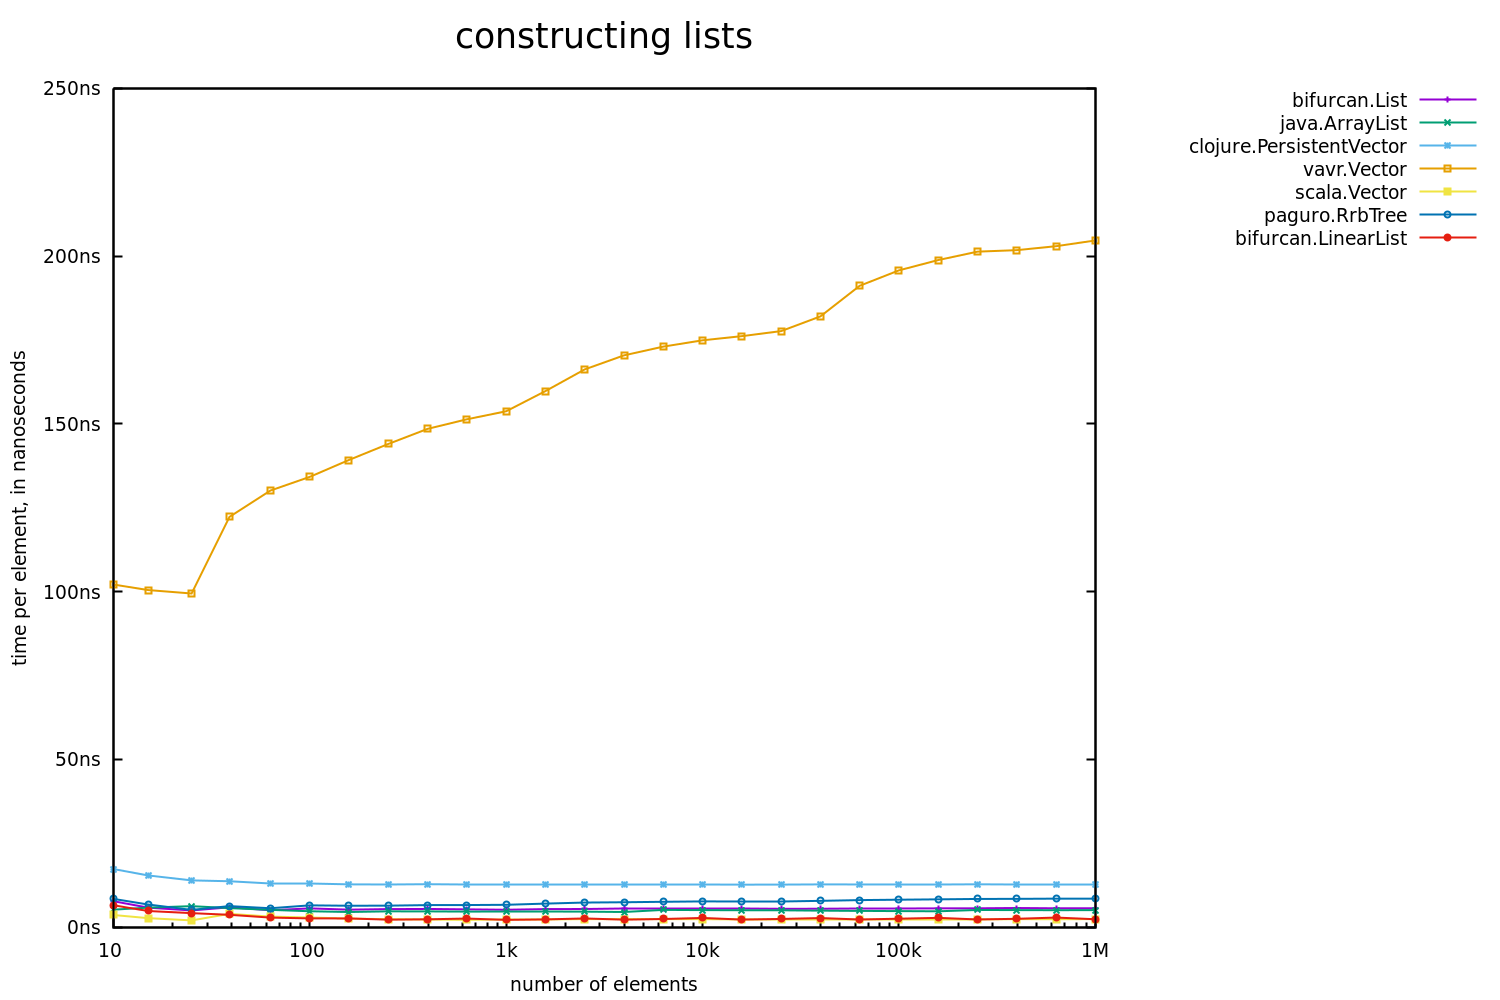 constructing lists
250ns
200ns
150ns
100ns
50ns
0ns
time per element, in nanoseconds
10
100
1k
10k
100k
1M
number of elements
bifurcan.List
java.ArrayList
clojure.PersistentVector
vavr.Vector
scala.Vector
paguro.RrbTree
bifurcan.LinearList